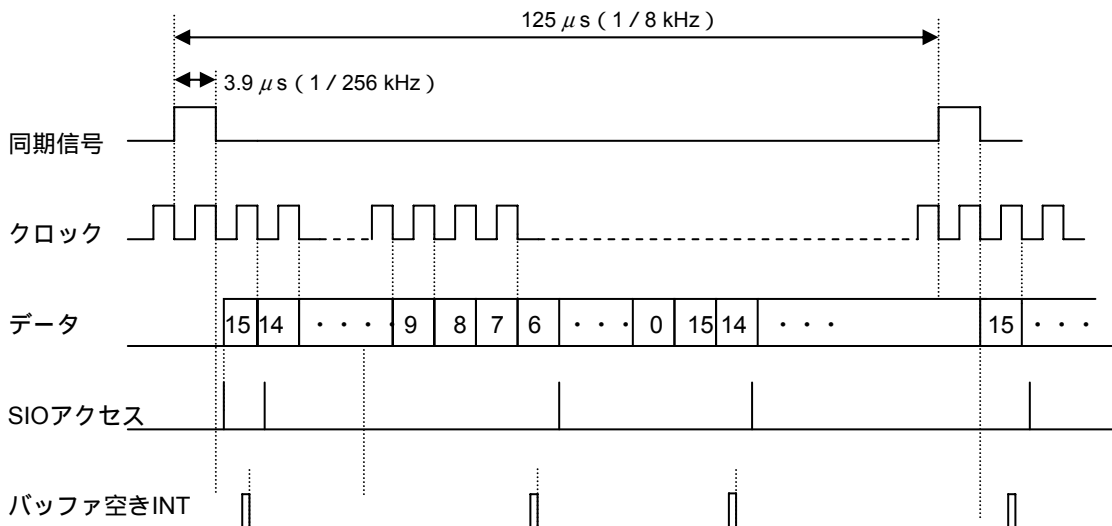 125 μs ( 1 / 8 kHz )
3.9 μs ( 1 / 256 kHz )
同期信号
クロック
データ
15 14 ・・・・ 9 8 7 6 ・・・ 0 15 14 ・・・ 15 ・・・
SIOアクセス
バッファ空きINT